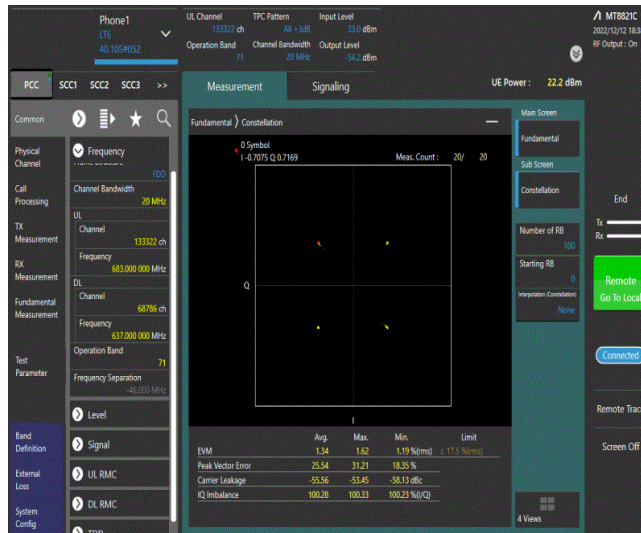 Phone1
LTE
40.10S#052
UL Channel
133322 ch
TPC Pattern
All +3dB
Input Level
33.0 dBm
Operation Band
71
Channel Bandwidth
20 MHz
Output Level
-54.2 dBm
MT8821C
2022/12/12 18:3
RF Output : On
PCC SCC1 SCC2 SCC3 >>
Measurement
Signaling
UE Power : 22.2 dBm
Common
Physical
Channel
Call
Processing
TX
Measurement
RX
Measurement
Fundamental
Measurement
Test
Parameter
Band
Definition
External
Loss
System
Config
Frequency
Frame Structure
FDD
Channel Bandwidth
20 MHz
UL
Channel
133322 ch
Frequency
683.000 000 MHz
DL
Channel
68786 ch
Frequency
637.000 000 MHz
Operation Band
71
Frequency Separation
-46.000 MHz
Level
Signal
UL RMC
DL RMC
TDD
Fundamental ⟩ Constellation
0 Symbol
I -0.7075 Q 0.7169
Meas. Count : 20/ 20
Q
I
Avg. Max. Min. Limit
EVM 1.34 1.62 1.19 %(rms) ≤ 17.5 %(rms)
Peak Vector Error 25.54 31.21 18.35 %
Carrier Leakage -55.56 -53.45 -58.13 dBc
IQ Imbalance 100.28 100.33 100.23 %(I/Q)
Main Screen
Fundamental
Sub Screen
Constellation
Number of RB
100
Starting RB
0
Interpolation (Constellation)
None
4 Views
End
Tx
Rx
Remote
Go To Local
Connected
Remote Trac
Screen Off